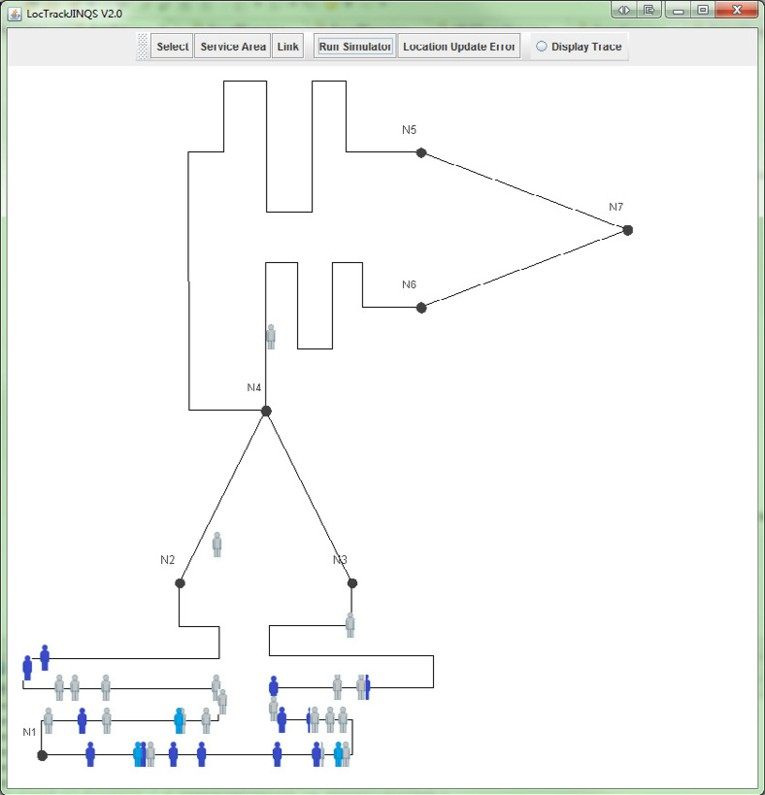 LocTrackJINQS V2.0
Select Service Area Link Run Simulator Location Update Error Display Trace
N5
N7
N6
N4
N2 N3
N1